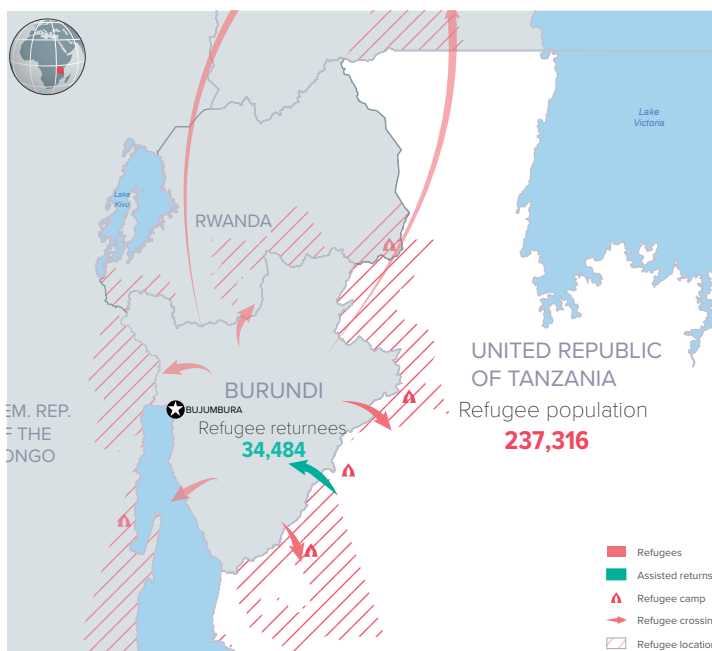 Lake
Victoria
Lake
Kivu
RWANDA
UNITED REPUBLIC
OF TANZANIA
Refugee population
237,316
BURUNDI
BUJUMBURA
Refugee returnees
34,484
EM. REP.
F THE
ONGO
Refugees
Assisted returns
Refugee camp
Refugee crossin
Refugee location